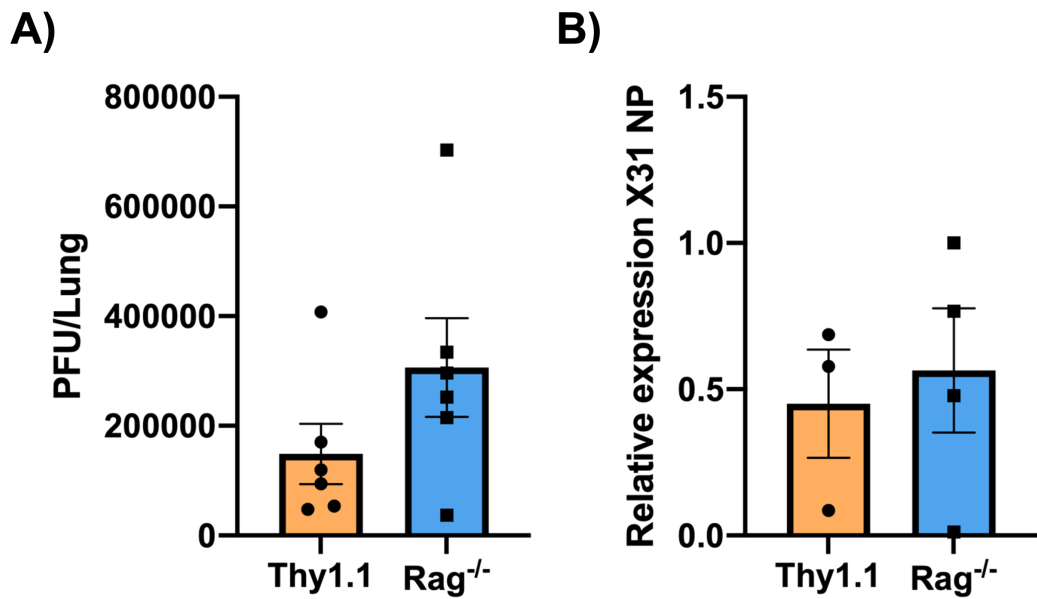 A)
PFU/Lung
800000
600000
400000
200000
0
Thy1.1 Rag-/-
B)
Relative expression X31 NP
1.5
1.0
0.5
0.0
Thy1.1 Rag-/-